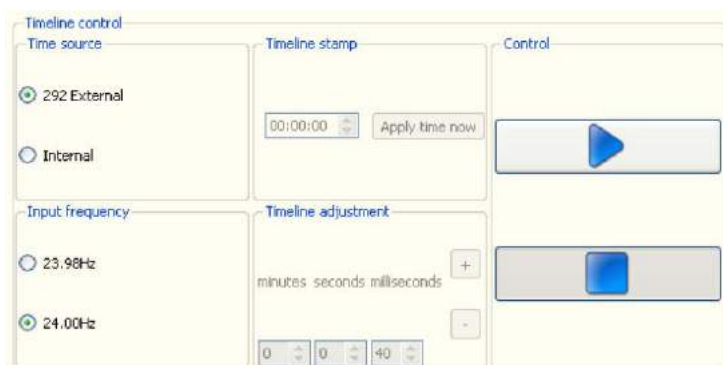 Timeline control
Time source
292 External
Internal
Timeline stamp
00:00:00
Apply time now
Control
Input frequency
23.98Hz
24.00Hz
Timeline adjustment
+
minutes seconds milliseconds
-
0 0 40